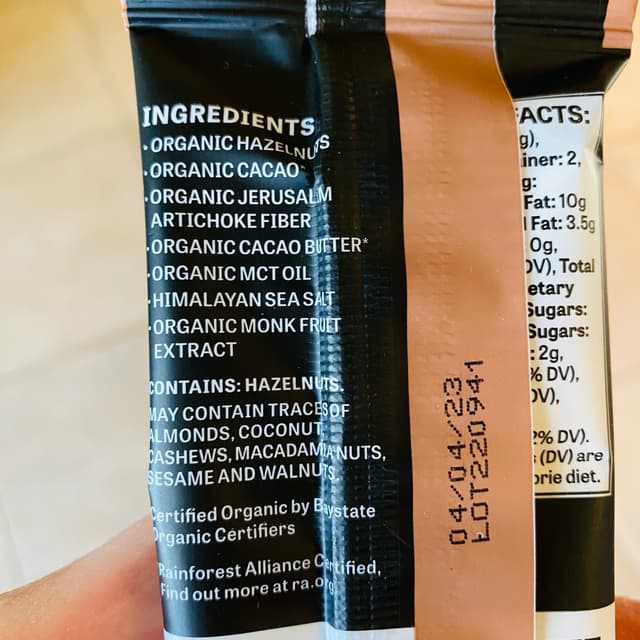 INGREDIENTS
• ORGANIC HAZELNUTS
• ORGANIC CACAO*
• ORGANIC JERUSALM
ARTICHOKE FIBER
• ORGANIC CACAO BUTTER*
• ORGANIC MCT OIL
• HIMALAYAN SEA SALT
• ORGANIC MONK FRUIT
EXTRACT
CONTAINS: HAZELNUTS.
MAY CONTAIN TRACES OF
ALMONDS, COCONUT,
CASHEWS, MACADAMIA NUTS,
SESAME AND WALNUTS.
Certified Organic by Baystate
Organic Certifiers
*Rainforest Alliance Certified,
Find out more at ra.org
04/04/23
LOT220941
FACTS:
g),
iner: 2,
g:
Fat: 10g
Fat: 3.5g
0g,
DV), Total
etary
Sugars:
Sugars:
: 2g,
% DV),
DV),
2% DV).
(DV) are
orie diet.